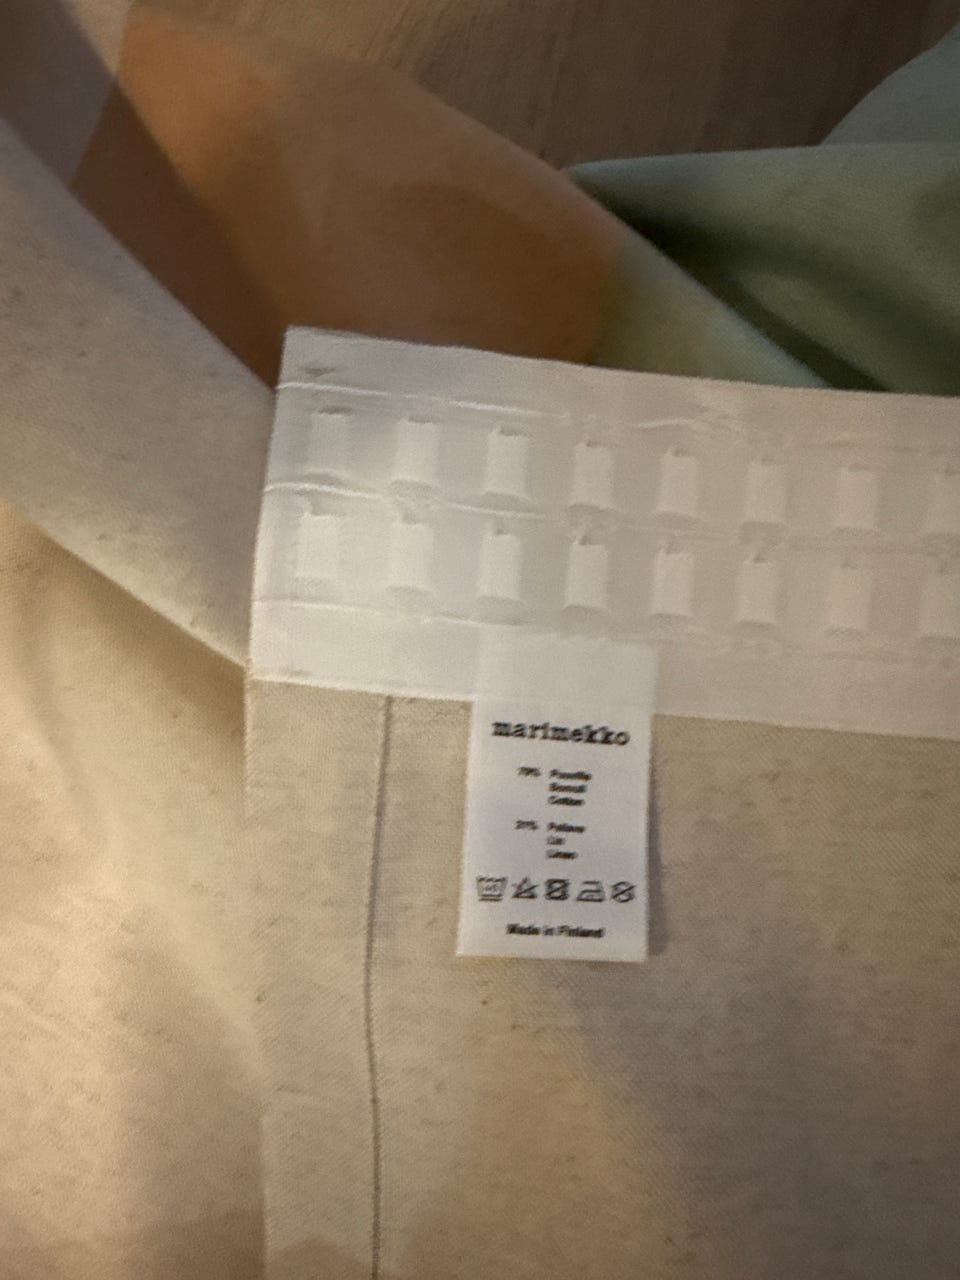 marimekko
79% Puuvilla
Bomull
Cotton
21% Pellava
Lin
Linen
Made in Finland